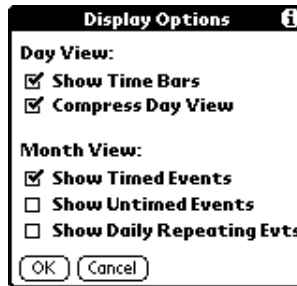 Display Options
Day View:
Show Time Bars
Compress Day View
Month View:
Show Timed Events
Show Untimed Events
Show Daily Repeating Evts
OK Cancel